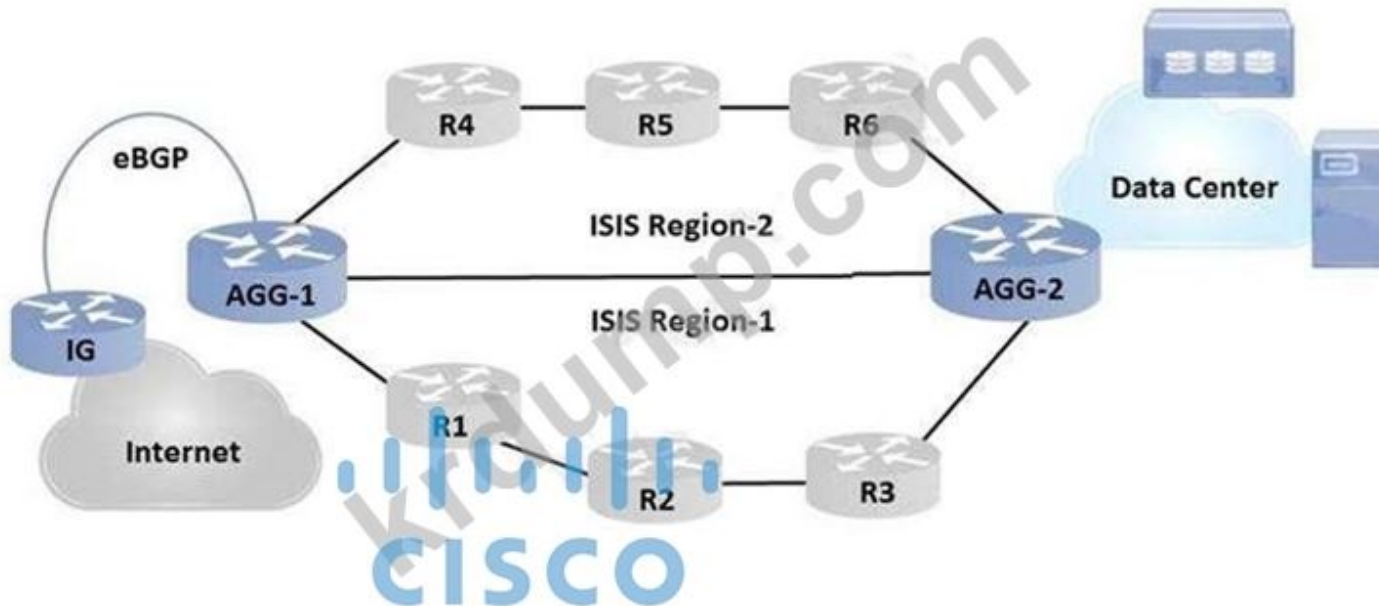 R4
R5
R6
eBGP
Data Center
ISIS Region-2
AGG-1
AGG-2
ISIS Region-1
IG
R1
Internet
R2
R3
krdump.com
CISCO